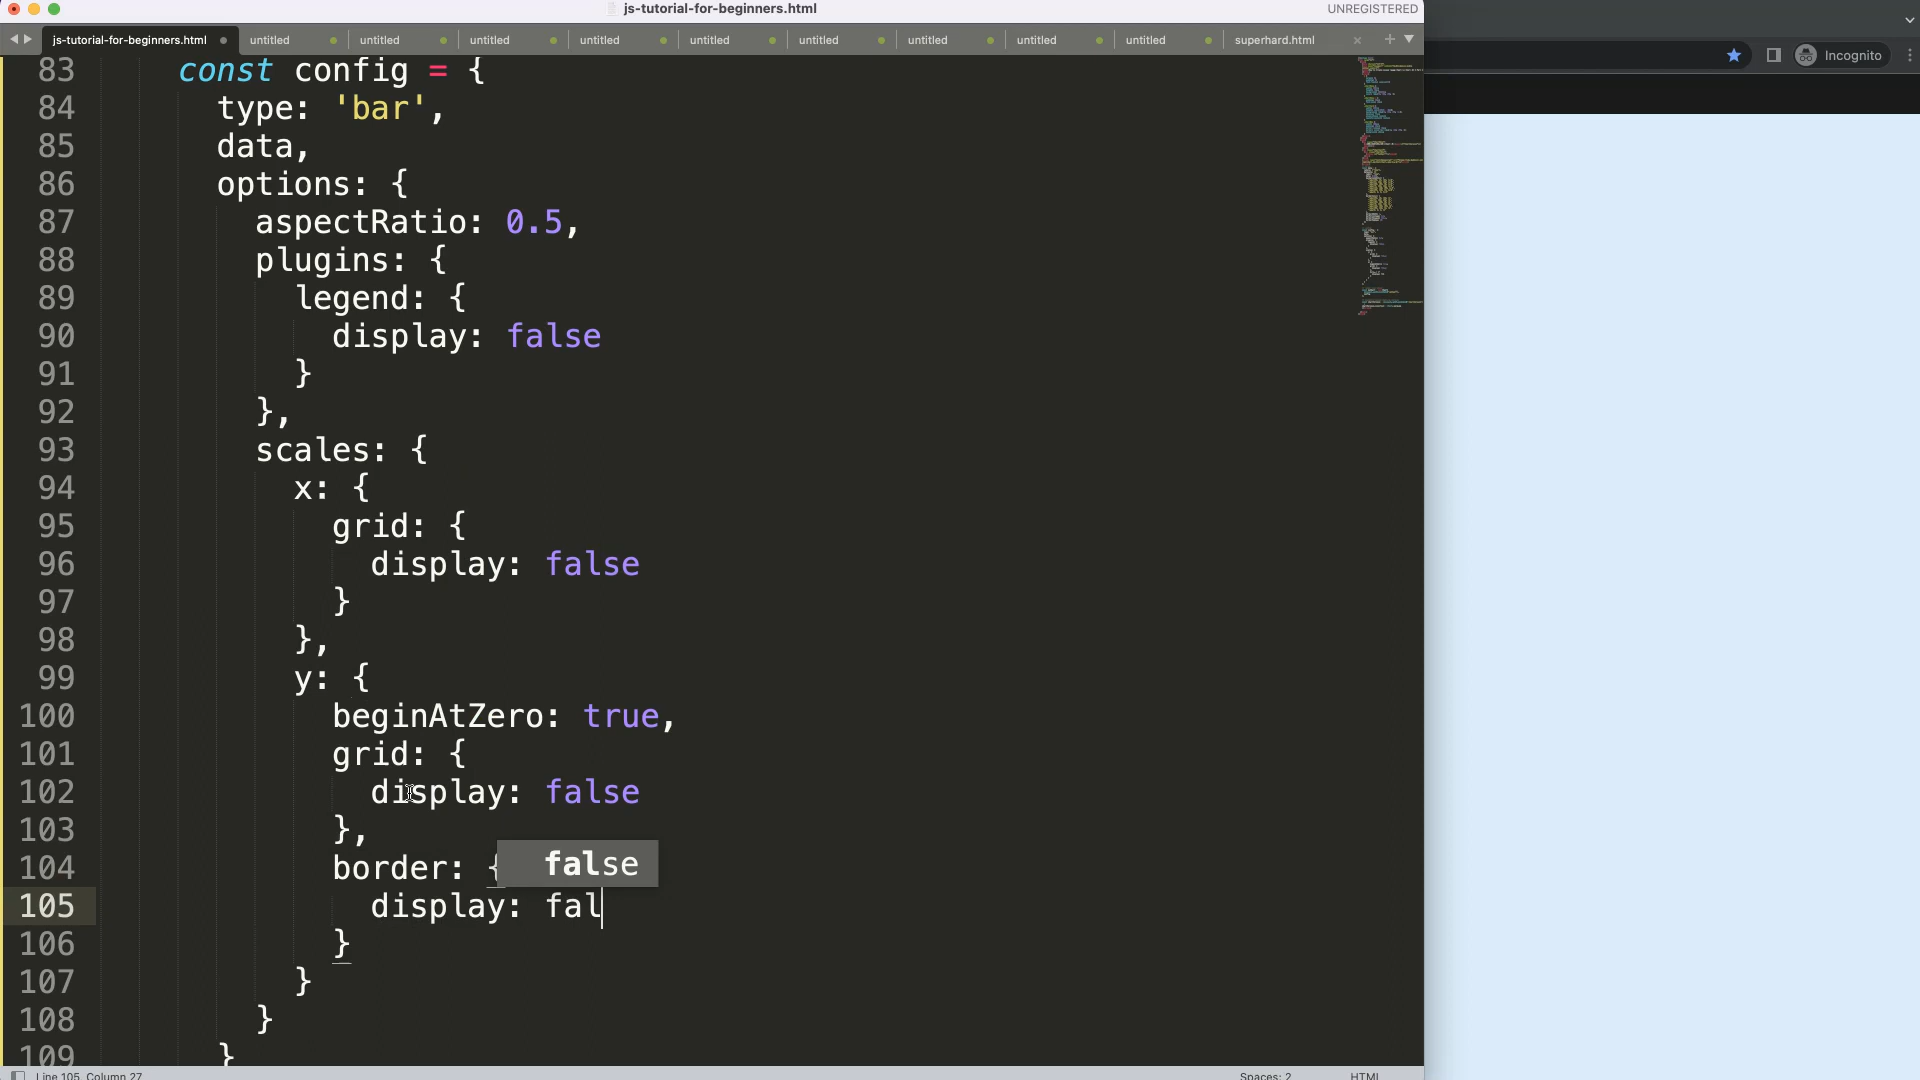 js-tutorial-for-beginners.html
UNREGISTERED
js-tutorial-for-beginners.html untitled untitled untitled untitled untitled untitled untitled untitled untitled superhard.html
Incognito
83 const config = {
84 type: 'bar',
85 data,
86 options: {
87 aspectRatio: 0.5,
88 plugins: {
89 legend: {
90 display: false
91 }
92 },
93 scales: {
94 x: {
95 grid: {
96 display: false
97 }
98 },
99 y: {
100 beginAtZero: true,
101 grid: {
102 display: false
103 },
104 border: {
false
105 display: fal
106 }
107 }
108 }
109 }
Line 105, Column 27
Spaces: 2
HTML